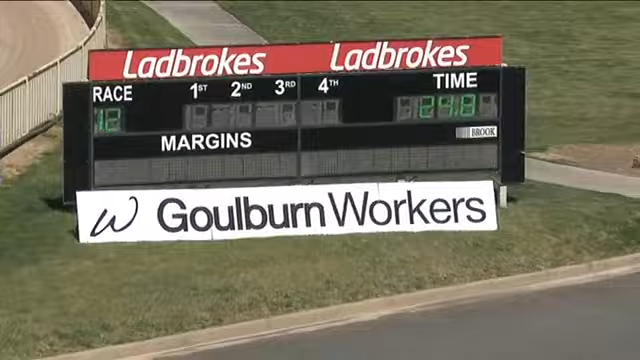 Ladbrokes Ladbrokes
RACE 1ST 2ND 3RD 4TH TIME
12 24.8
BROOK
MARGINS
W Goulburn Workers